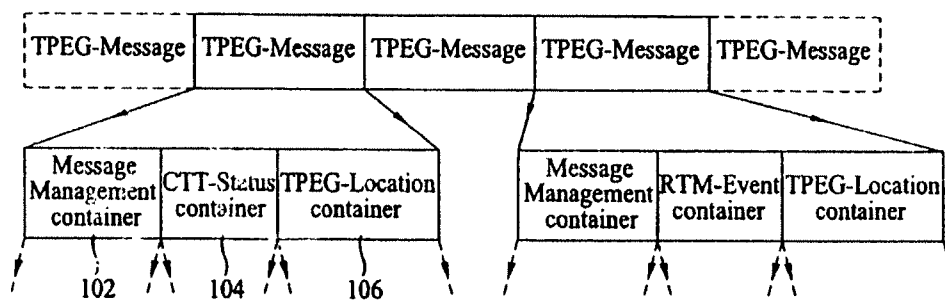 TPEG-Message TPEG-Message TPEG-Message TPEG-Message TPEG-Message
Message Management container
CTT-Status container
TPEG-Location container
Message Management container
RTM-Event container
TPEG-Location container
102 104 106